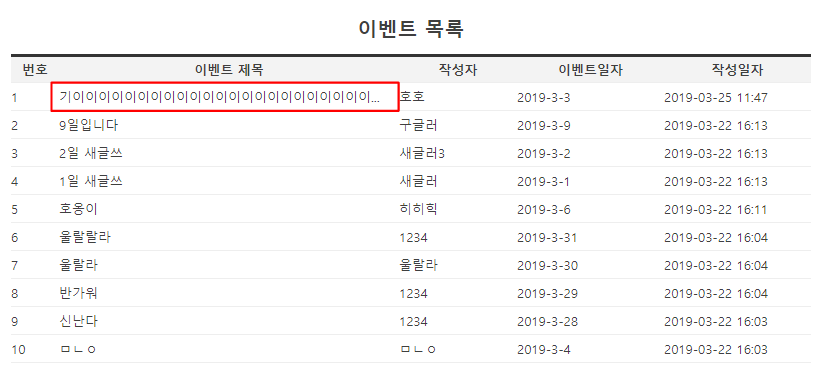 이벤트 목록
번호 이벤트 제목 작성자 이벤트일자 작성일자
1 기이이이이이이이이이이이이이이이이이이이이이이이... 호호 2019-3-3 2019-03-25 11:47
2 9일입니다 구글러 2019-3-9 2019-03-22 16:13
3 2일 새글쓰 새글러3 2019-3-2 2019-03-22 16:13
4 1일 새글쓰 새글러 2019-3-1 2019-03-22 16:13
5 호옹이 히히힉 2019-3-6 2019-03-22 16:11
6 울랄랄라 1234 2019-3-31 2019-03-22 16:04
7 울랄라 울랄라 2019-3-30 2019-03-22 16:04
8 반가워 1234 2019-3-29 2019-03-22 16:04
9 신난다 1234 2019-3-28 2019-03-22 16:03
10 ㅁㄴㅇ ㅁㄴㅇ 2019-3-4 2019-03-22 16:03